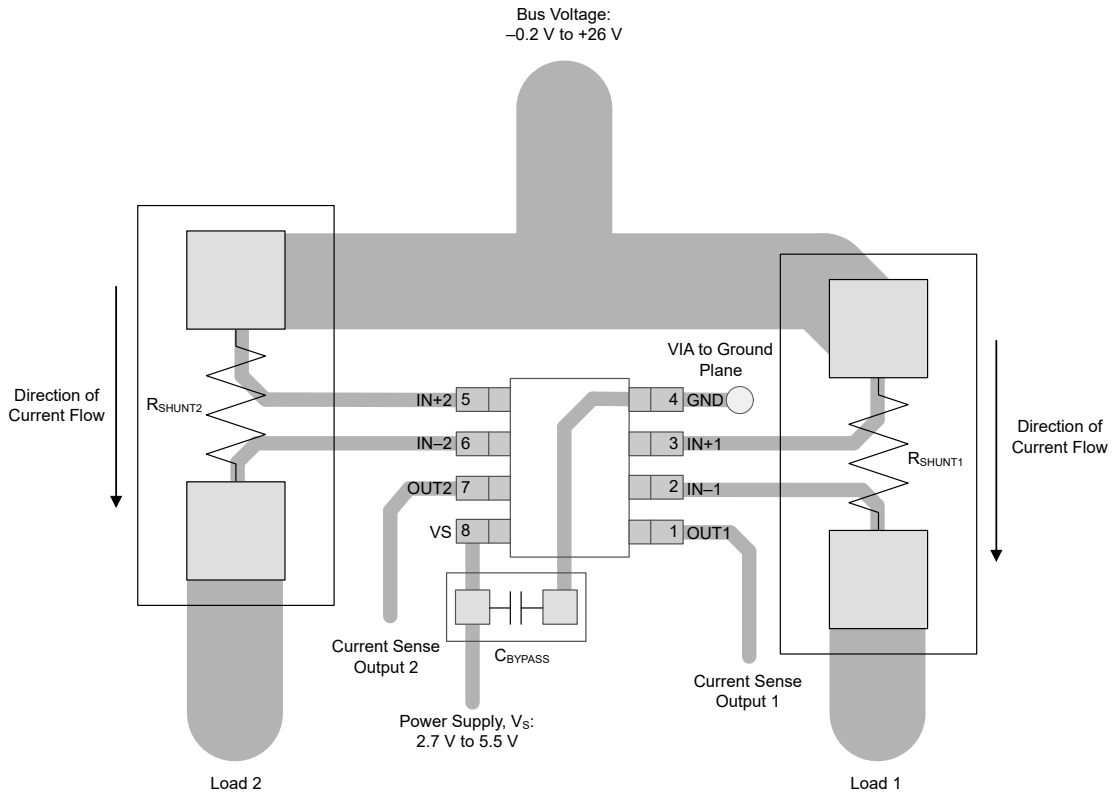 Bus Voltage:
–0.2 V to +26 V
VIA to Ground
Plane
Direction of
Current Flow
RSHUNT2
IN+2
5
4
GND
IN–2
6
3
IN+1
OUT2
7
2
IN–1
VS
8
1
OUT1
RSHUNT1
Direction of
Current Flow
CBYPASS
Current Sense
Output 2
Current Sense
Output 1
Power Supply, VS:
2.7 V to 5.5 V
Load 2
Load 1